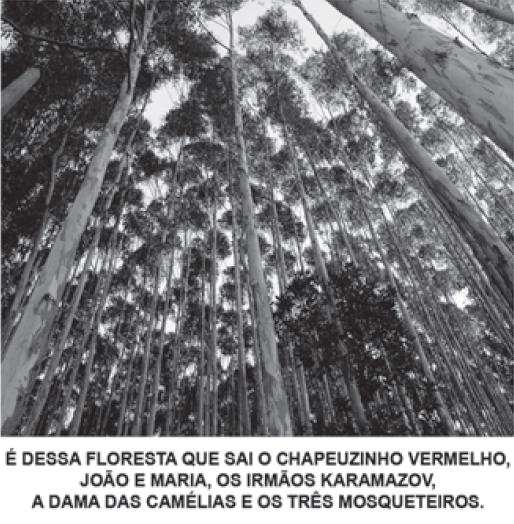 É DESSA FLORESTA QUE SAI O CHAPEUZINHO VERMELHO,
JOÃO E MARIA, OS IRMÃOS KARAMAZOV,
A DAMA DAS CAMÉLIAS E OS TRÊS MOSQUETEIROS.